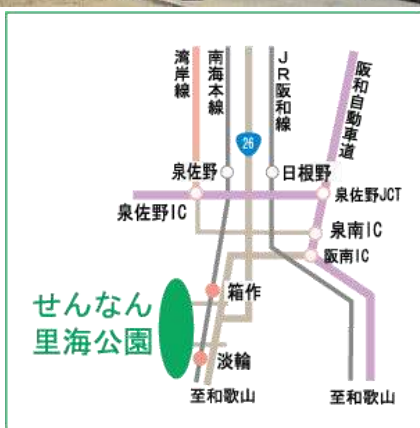 湾岸線
南海本線
26
JR阪和線
阪和自動車道
泉佐野
日根野
泉佐野IC
泉佐野JCT
泉南IC
阪南IC
せんなん
里海公園
箱作
淡輪
至和歌山
至和歌山